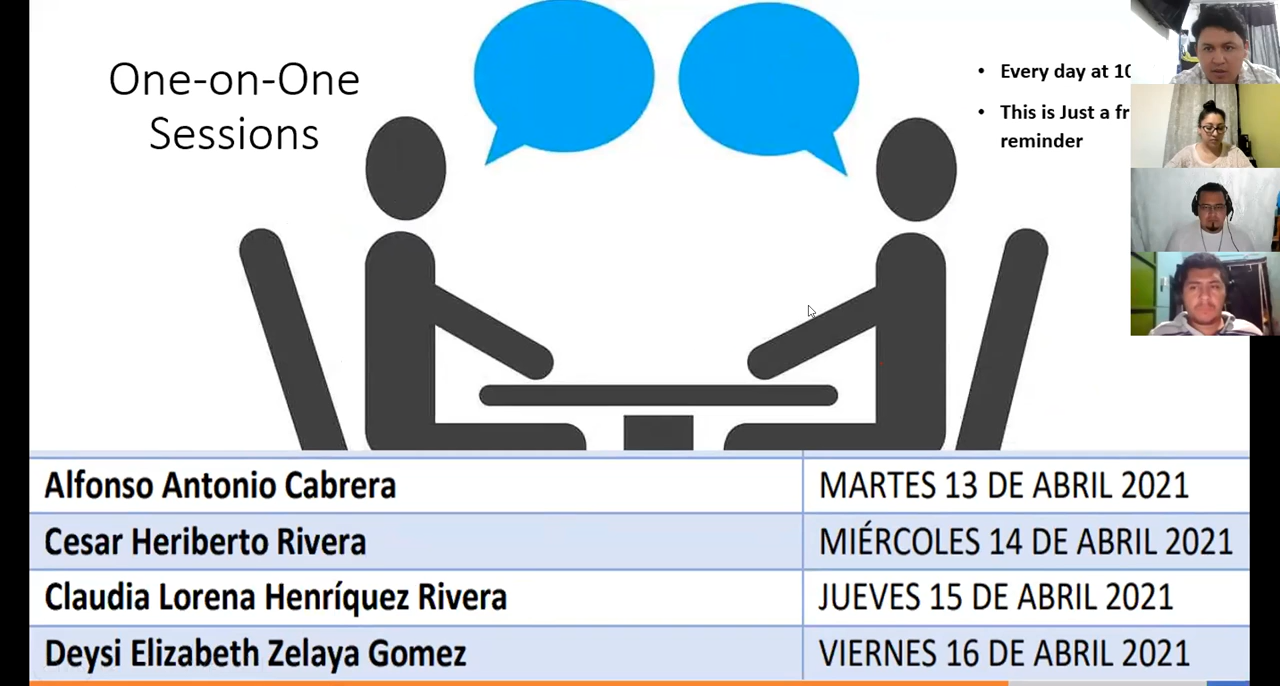 One-on-One
Sessions
• Every day at 10
• This is Just a
reminder
Alfonso Antonio Cabrera MARTES 13 DE ABRIL 2021
Cesar Heriberto Rivera MIÉRCOLES 14 DE ABRIL 2021
Claudia Lorena Henríquez Rivera JUEVES 15 DE ABRIL 2021
Deysi Elizabeth Zelaya Gomez VIERNES 16 DE ABRIL 2021